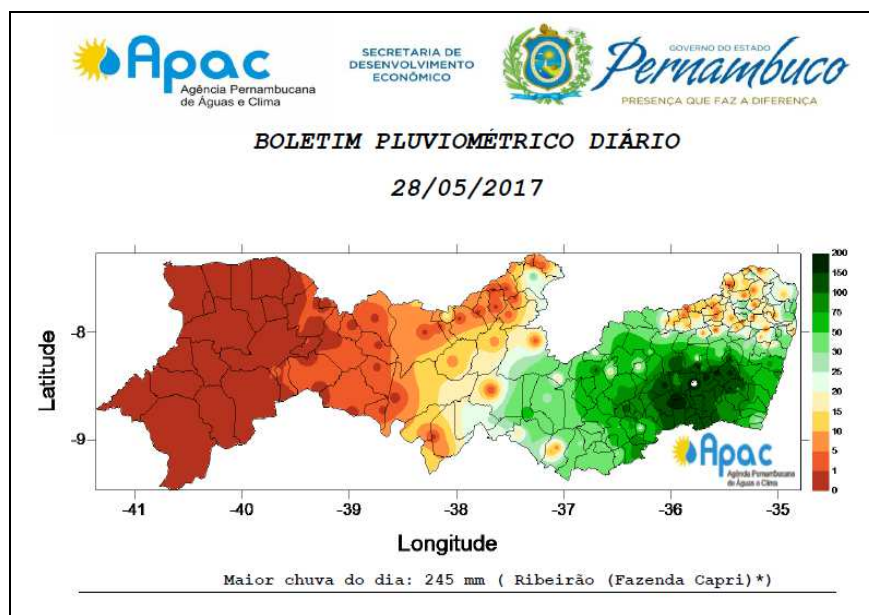 Apac
Agência Pernambucana
de Águas e Clima
SECRETARIA DE
DESENVOLVIMENTO
ECONÔMICO
GOVERNO DO ESTADO
Pernambuco
PRESENÇA QUE FAZ A DIFERENÇA
BOLETIM PLUVIOMÉTRICO DIÁRIO
28/05/2017
200
150
100
70
50
30
25
20
15
10
5
1
0
Latitude
-8
-9
Apac
Agência Pernambucana
de Águas e Clima
-41
-40
-39
-38
-37
-36
-35
Longitude
Maior chuva do dia: 245 mm ( Ribeirão (Fazenda Capri)*)